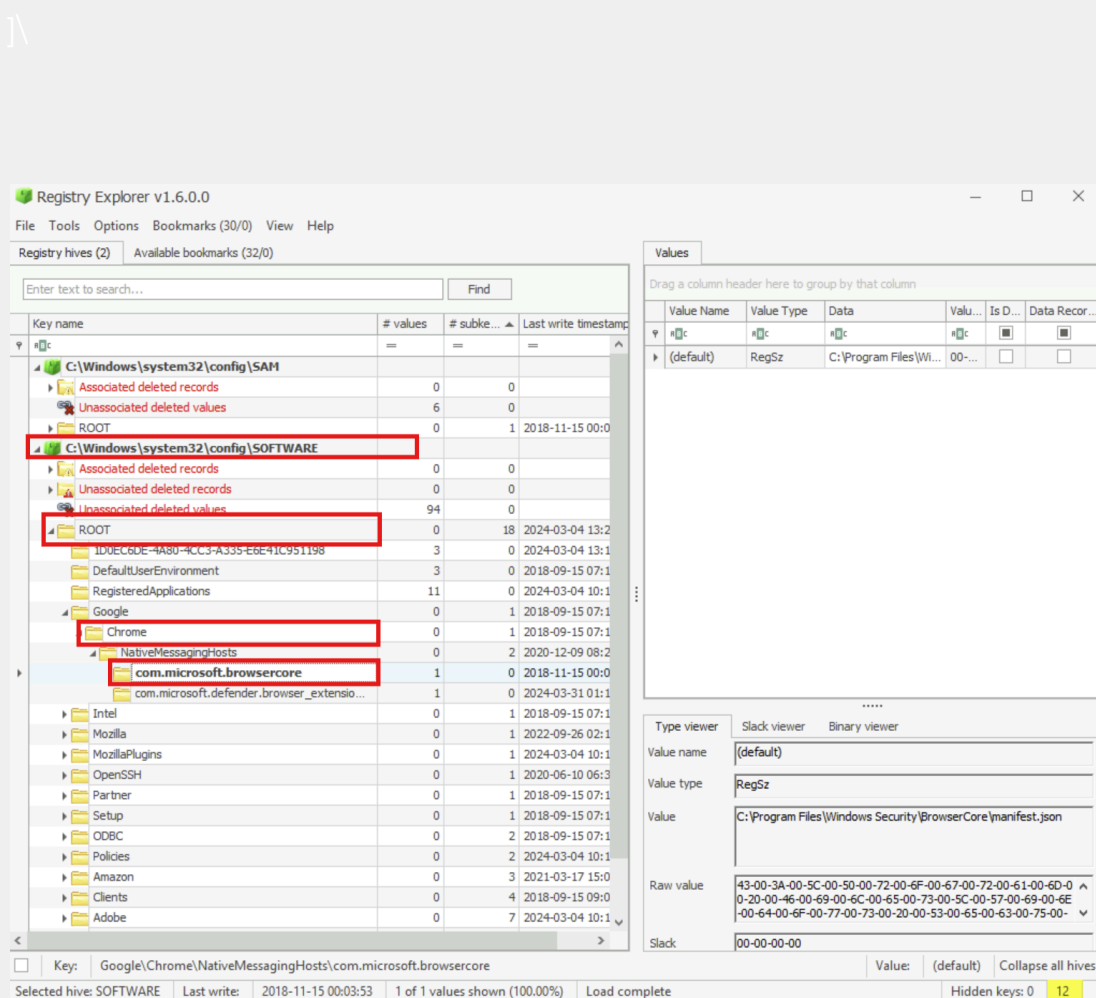 ]\
Registry Explorer v1.6.0.0
File Tools Options Bookmarks (30/0) View Help
Registry hives (2) Available bookmarks (32/0)
Enter text to search... Find
Key name # values # subke... Last write timestamp
= = =
C:\Windows\system32\config\SAM
Associated deleted records 0 0
Unassociated deleted values 6 0
ROOT 0 1 2018-11-15 00:0
C:\Windows\system32\config\SOFTWARE
Associated deleted records 0 0
Unassociated deleted records 0 0
Unassociated deleted values 94 0
ROOT 0 18 2024-03-04 13:2
1D0EC6DE-4A80-4CC3-A335-E6E41C951198 3 0 2024-03-04 13:1
DefaultUserEnvironment 3 0 2018-09-15 07:1
RegisteredApplications 11 0 2024-03-04 10:1
Google 0 1 2018-09-15 07:1
Chrome 0 1 2018-09-15 07:1
NativeMessagingHosts 0 2 2020-12-09 08:2
com.microsoft.browsercore 1 0 2018-11-15 00:0
com.microsoft.defender.browser_extensio... 1 0 2024-03-31 01:1
Intel 0 1 2018-09-15 07:1
Mozilla 0 1 2022-09-26 02:1
MozillaPlugins 0 1 2024-03-04 10:1
OpenSSH 0 1 2020-06-10 06:3
Partner 0 1 2018-09-15 07:1
Setup 0 1 2018-09-15 07:1
ODBC 0 2 2018-09-15 07:1
Policies 0 2 2024-03-04 10:1
Amazon 0 3 2021-03-17 15:0
Clients 0 4 2018-09-15 09:0
Adobe 0 7 2024-03-04 10:1
Values
Drag a column header here to group by that column
Value Name Value Type Data Valu... Is D... Data Recor...
(default) RegSz C:\Program Files\Wi... 00-...
Type viewer Slack viewer Binary viewer
Value name (default)
Value type RegSz
Value C:\Program Files\Windows Security\BrowserCore\manifest.json
Raw value 43-00-3A-00-5C-00-50-00-72-00-6F-00-67-00-72-00-61-00-6D-0
0-20-00-46-00-69-00-6C-00-65-00-73-00-5C-00-57-00-69-00-6E
-00-64-00-6F-00-77-00-73-00-20-00-53-00-65-00-63-00-75-00-
Slack 00-00-00-00
Key: Google\Chrome\NativeMessagingHosts\com.microsoft.browsercore Value: (default) Collapse all hives
Selected hive: SOFTWARE Last write: 2018-11-15 00:03:53 1 of 1 values shown (100.00%) Load complete Hidden keys: 0 12